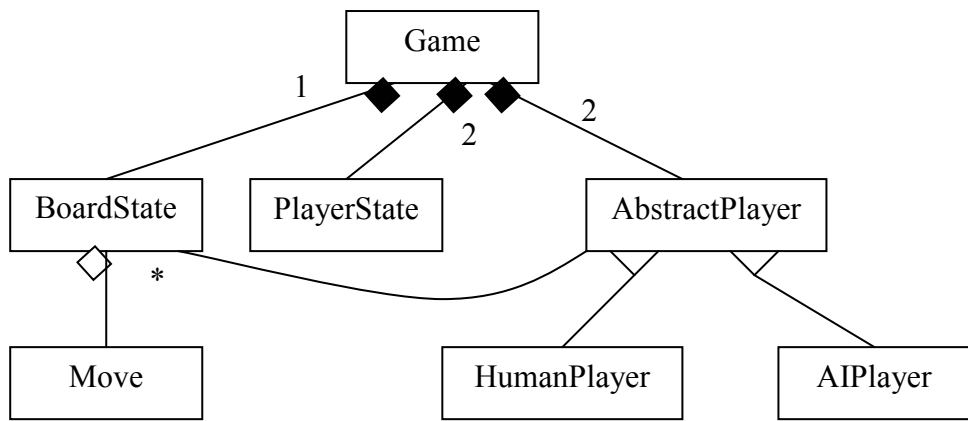 Game
1
2
2
BoardState
PlayerState
AbstractPlayer
*
Move
HumanPlayer
AIPlayer